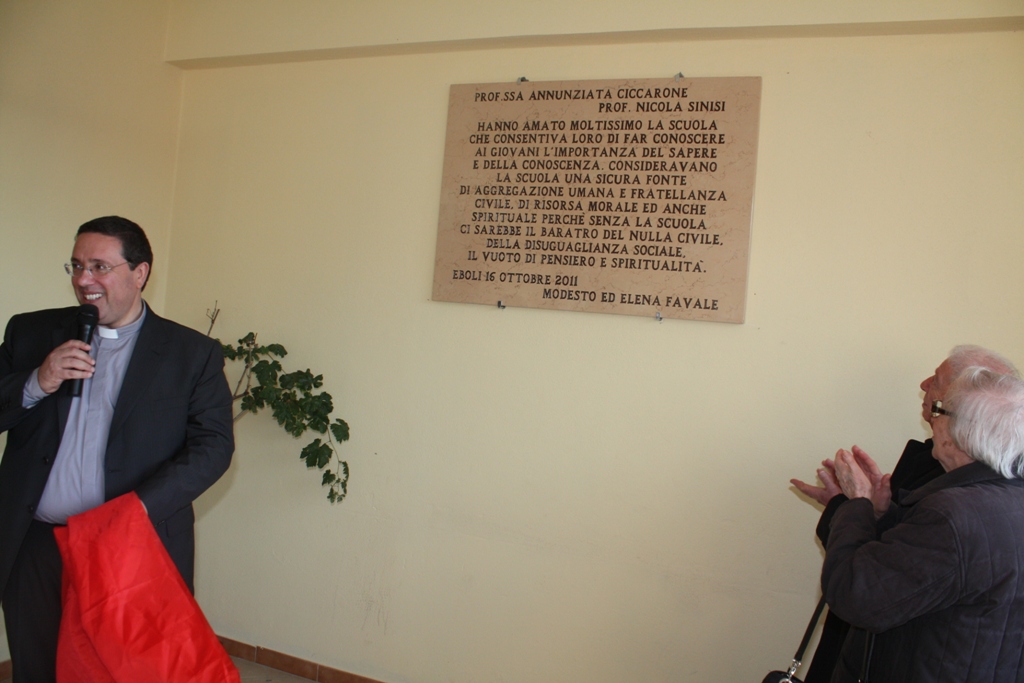 PROF.SSA ANNUNZIATA CICCARONE
PROF. NICOLA SINISI
HANNO AMATO MOLTISSIMO LA SCUOLA
CHE CONSENTIVA LORO DI FAR CONOSCERE
AI GIOVANI L'IMPORTANZA DEL SAPERE
E DELLA CONOSCENZA. CONSIDERAVANO
LA SCUOLA UNA SICURA FONTE
DI AGGREGAZIONE UMANA E FRATELLANZA
CIVILE, DI RISORSA MORALE ED ANCHE
SPIRITUALE PERCHÈ SENZA LA SCUOLA
CI SAREBBE IL BARATRO DEL NULLA CIVILE,
DELLA DISUGUAGLIANZA SOCIALE,
IL VUOTO DI PENSIERO E SPIRITUALITÀ.
EBOLI 16 OTTOBRE 2011
MODESTO ED ELENA FAVALE